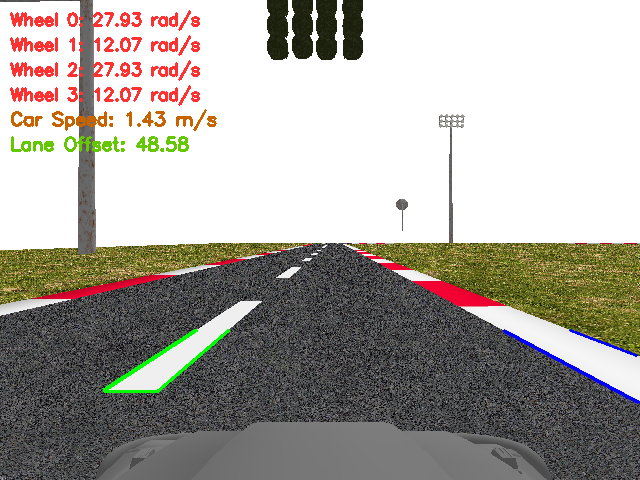 Wheel 0: 27.93 rad/s
Wheel 1: 12.07 rad/s
Wheel 2: 27.93 rad/s
Wheel 3: 12.07 rad/s
Car Speed: 1.43 m/s
Lane Offset: 48.58